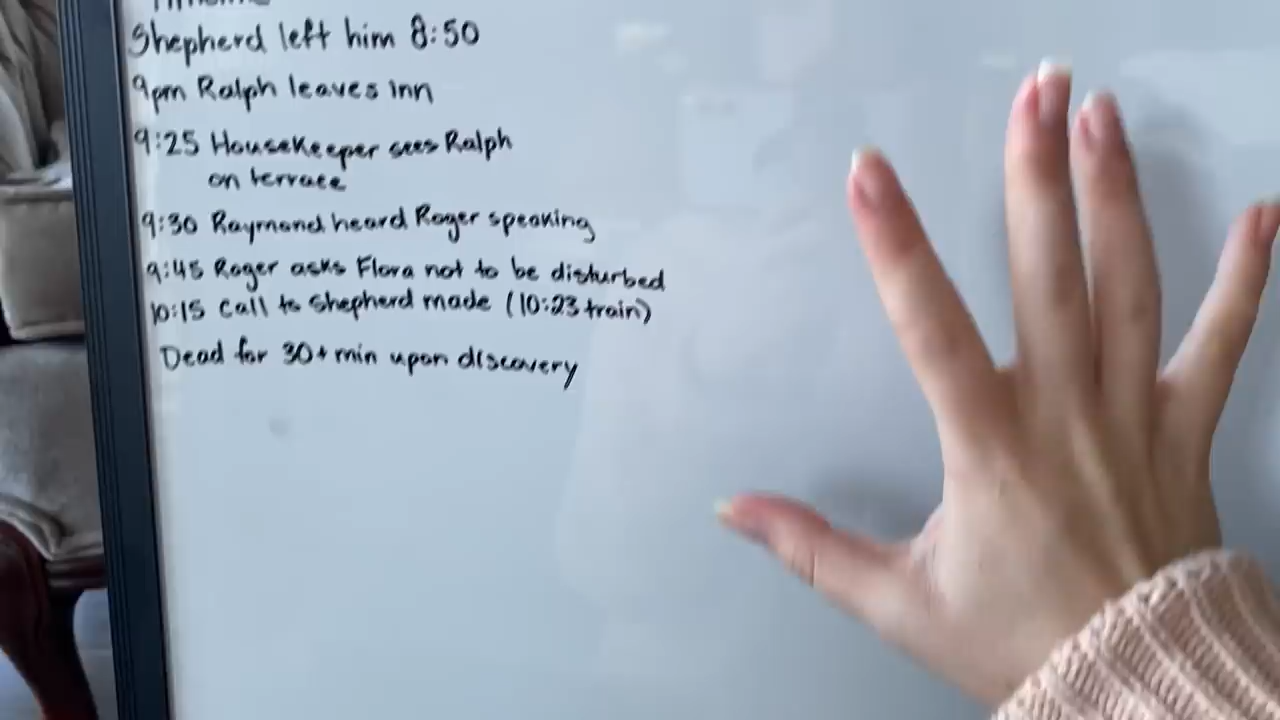 Timeline
Shepherd left him 8:50
9pm Ralph leaves inn
9:25 Housekeeper sees Ralph
on terrace
9:30 Raymond heard Roger speaking
9:45 Roger asks Flora not to be disturbed
10:15 Call to Shepherd made (10:23 train)
Dead for 30+ min upon discovery